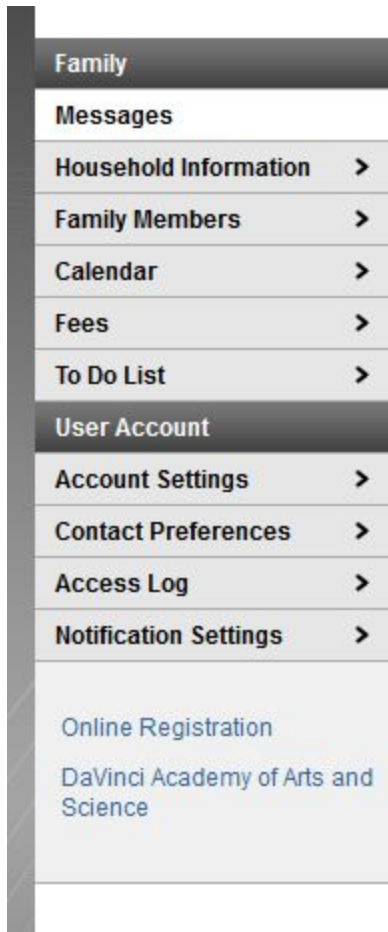 Family
Messages
Household Information
Family Members
Calendar
Fees
To Do List
User Account
Account Settings
Contact Preferences
Access Log
Notification Settings
Online Registration
DaVinci Academy of Arts and
Science